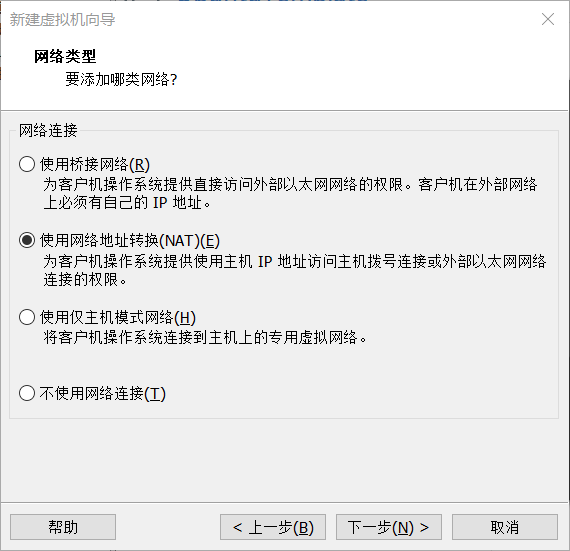 新建虚拟机向导
网络类型
要添加哪类网络?
网络连接
使用桥接网络(R)
为客户机操作系统提供直接访问外部以太网网络的权限。客户机在外部网络
上必须有自己的 IP 地址。
使用网络地址转换(NAT)(E)
为客户机操作系统提供使用主机 IP 地址访问主机拨号连接或外部以太网网络
连接的权限。
使用仅主机模式网络(H)
将客户机操作系统连接到主机上的专用虚拟网络。
不使用网络连接(T)
帮助
< 上一步(B)
下一步(N) >
取消